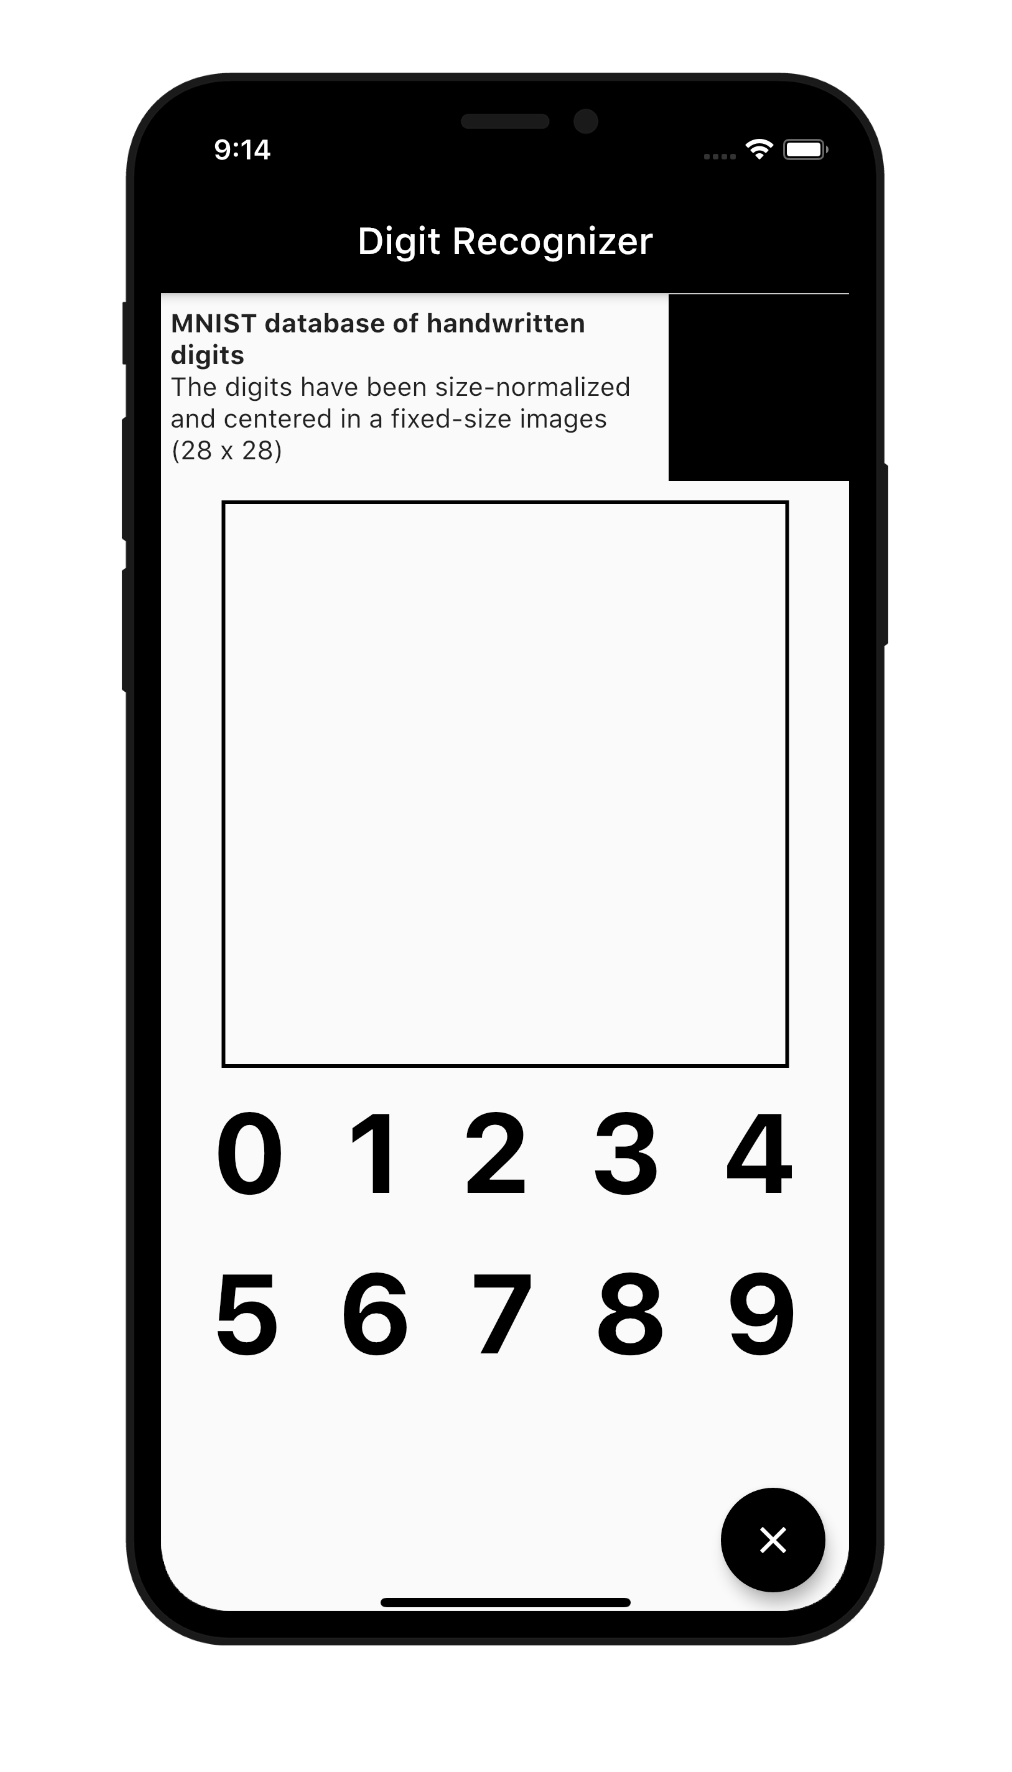 9:14
Digit Recognizer
MNIST database of handwritten
digits
The digits have been size-normalized
and centered in a fixed-size images
(28 x 28)
0 1 2 3 4
5 6 7 8 9